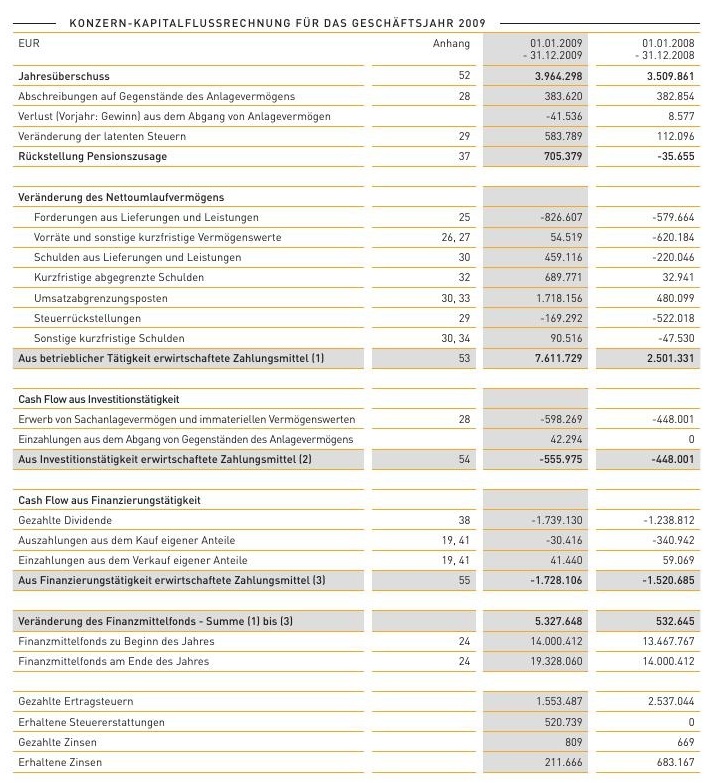 KONZERN-KAPITALFLUSSRECHNUNG FÜR DAS GESCHÄFTSJAHR 2009
EUR Anhang 01.01.2009 01.01.2008
- 31.12.2009 - 31.12.2008
Jahresüberschuss 52 3.964.298 3.509.861
Abschreibungen auf Gegenstände des Anlagevermögens 28 383.620 382.854
Verlust (Vorjahr: Gewinn) aus dem Abgang von Anlagevermögen -41.536 8.577
Veränderung der latenten Steuern 29 583.789 112.096
Rückstellung Pensionszusage 37 705.379 -35.655
Veränderung des Nettoumlaufvermögens
Forderungen aus Lieferungen und Leistungen 25 -826.607 -579.664
Vorräte und sonstige kurzfristige Vermögenswerte 26, 27 54.519 -620.184
Schulden aus Lieferungen und Leistungen 30 459.116 -220.046
Kurzfristige abgegrenzte Schulden 32 689.771 32.941
Umsatzabgrenzungsposten 30, 33 1.718.156 480.099
Steuerrückstellungen 29 -169.292 -522.018
Sonstige kurzfristige Schulden 30, 34 90.516 -47.530
Aus betrieblicher Tätigkeit erwirtschaftete Zahlungsmittel (1) 53 7.611.729 2.501.331
Cash Flow aus Investitionstätigkeit
Erwerb von Sachanlagevermögen und immateriellen Vermögenswerten 28 -598.269 -448.001
Einzahlungen aus dem Abgang von Gegenständen des Anlagevermögens 42.294 0
Aus Investitionstätigkeit erwirtschaftete Zahlungsmittel (2) 54 -555.975 -448.001
Cash Flow aus Finanzierungstätigkeit
Gezahlte Dividende 38 -1.739.130 -1.238.812
Auszahlungen aus dem Kauf eigener Anteile 19, 41 -30.416 -340.942
Einzahlungen aus dem Verkauf eigener Anteile 19, 41 41.440 59.069
Aus Finanzierungstätigkeit erwirtschaftete Zahlungsmittel (3) 55 -1.728.106 -1.520.685
Veränderung des Finanzmittelfonds - Summe (1) bis (3) 5.327.648 532.645
Finanzmittelfonds zu Beginn des Jahres 24 14.000.412 13.467.767
Finanzmittelfonds am Ende des Jahres 24 19.328.060 14.000.412
Gezahlte Ertragsteuern 1.553.487 2.537.044
Erhaltene Steuererstattungen 520.739 0
Gezahlte Zinsen 809 669
Erhaltene Zinsen 211.666 683.167